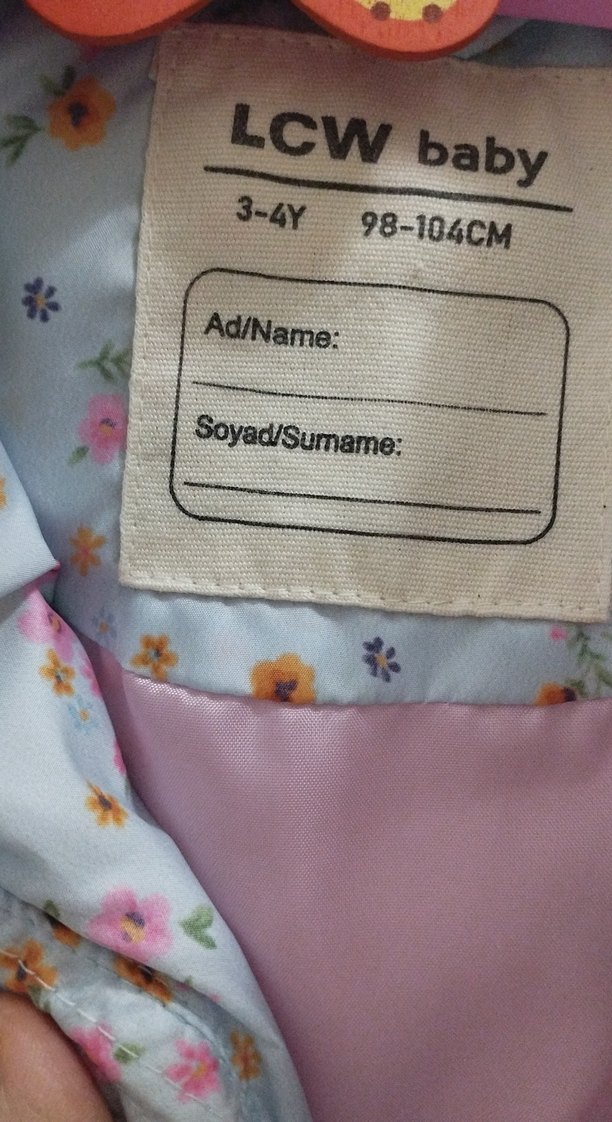 LCW baby
3-4Y 98-104CM
Ad/Name:
Soyad/Surname: